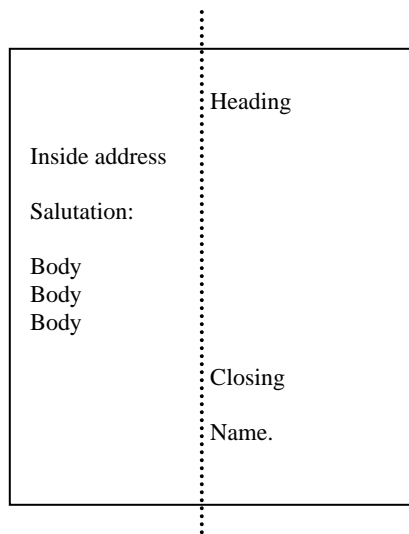 Heading
Inside address
Salutation:
Body
Body
Body
Closing
Name.